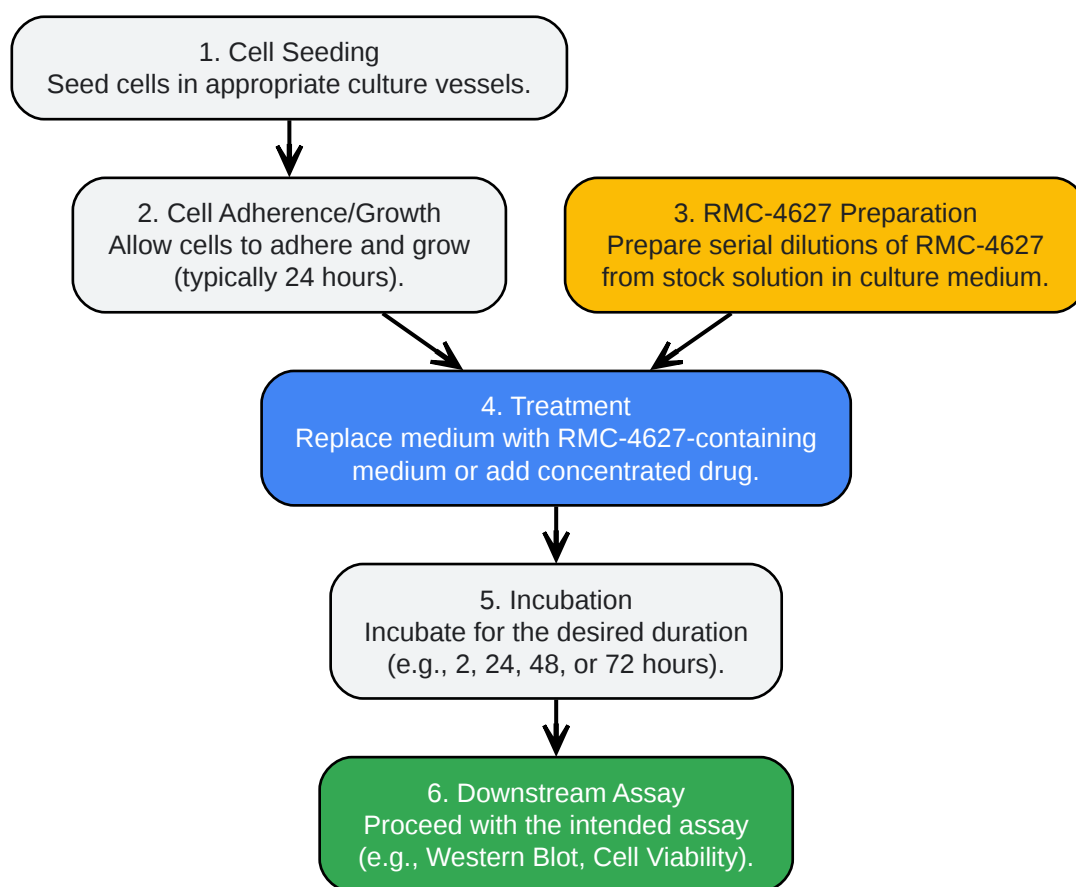 1. Cell Seeding
Seed cells in appropriate culture vessels.
2. Cell Adherence/Growth
Allow cells to adhere and grow
(typically 24 hours).
3. RMC-4627 Preparation
Prepare serial dilutions of RMC-4627
from stock solution in culture medium.
4. Treatment
Replace medium with RMC-4627-containing
medium or add concentrated drug.
5. Incubation
Incubate for the desired duration
(e.g., 2, 24, 48, or 72 hours).
6. Downstream Assay
Proceed with the intended assay
(e.g., Western Blot, Cell Viability).